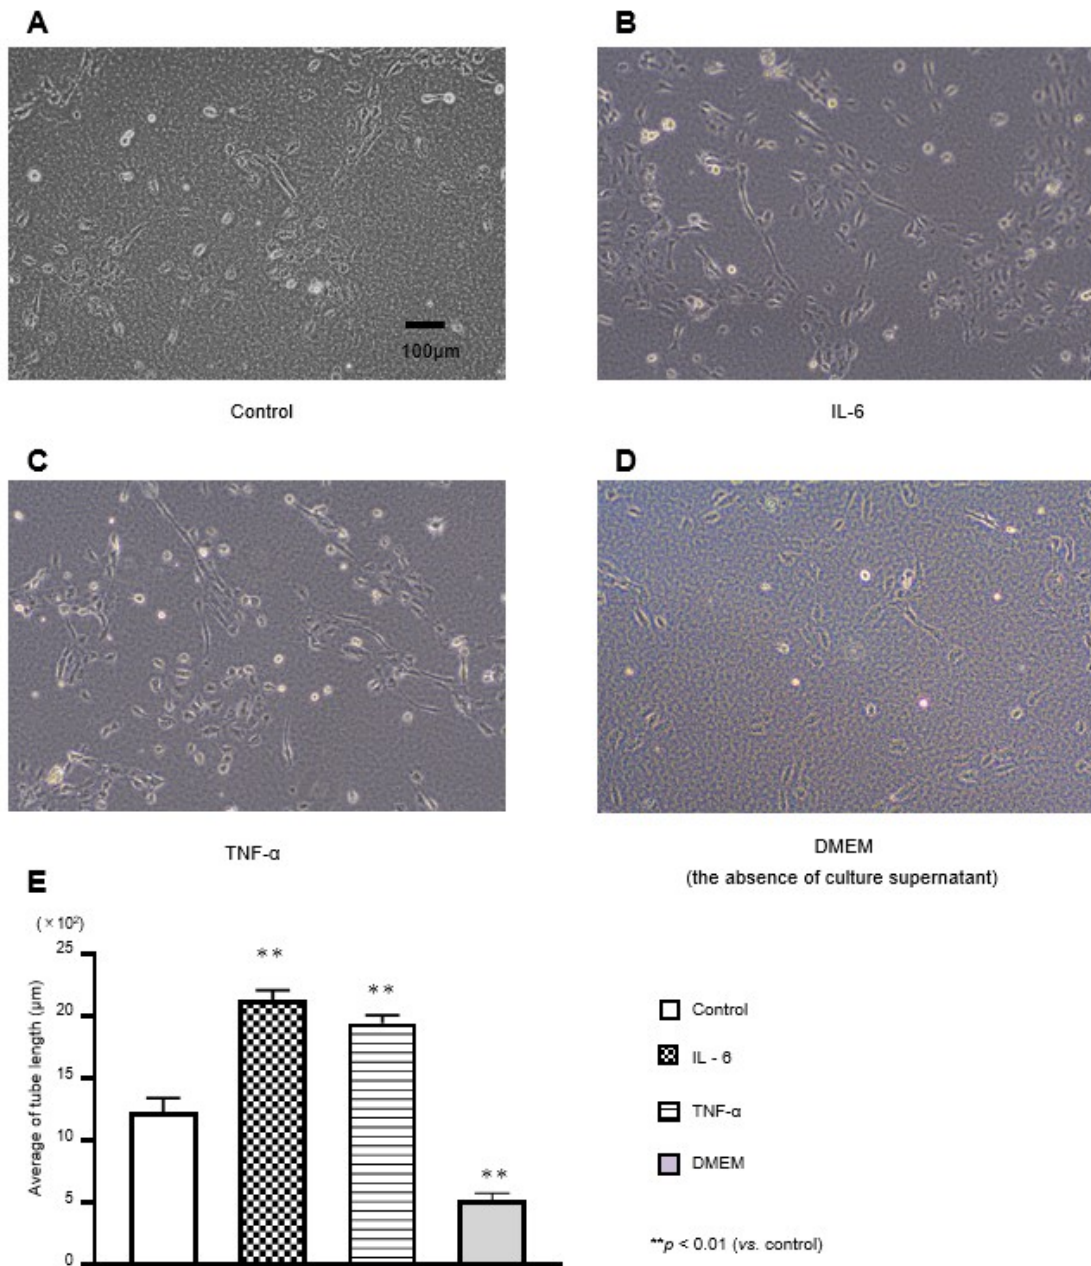 A
B
100μm
Control
IL-6
C
D
TNF-α
DMEM
(the absence of culture supernatant)
E
(×10²)
Average of tube length (μm)
25
20
15
10
5
0
**
**
**
Control
IL - 6
TNF-α
DMEM
**p < 0.01 (vs. control)